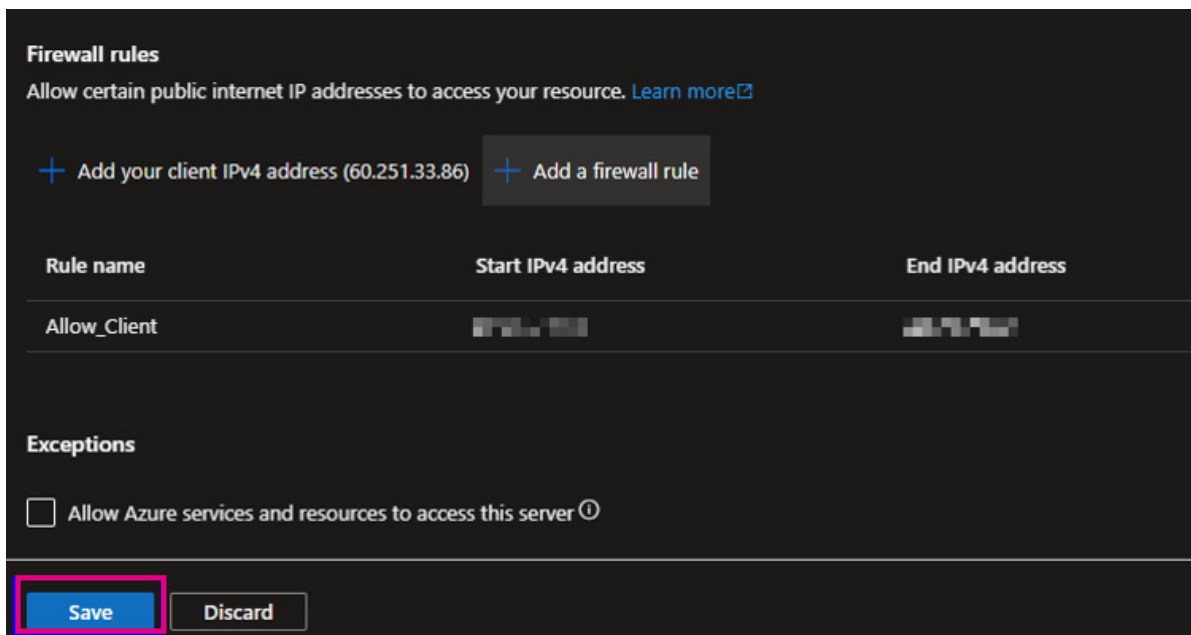 Firewall rules
Allow certain public internet IP addresses to access your resource. Learn more
Add your client IPv4 address (60.251.33.86) Add a firewall rule
Rule name Start IPv4 address End IPv4 address
Allow_Client
Exceptions
Allow Azure services and resources to access this server
Save Discard